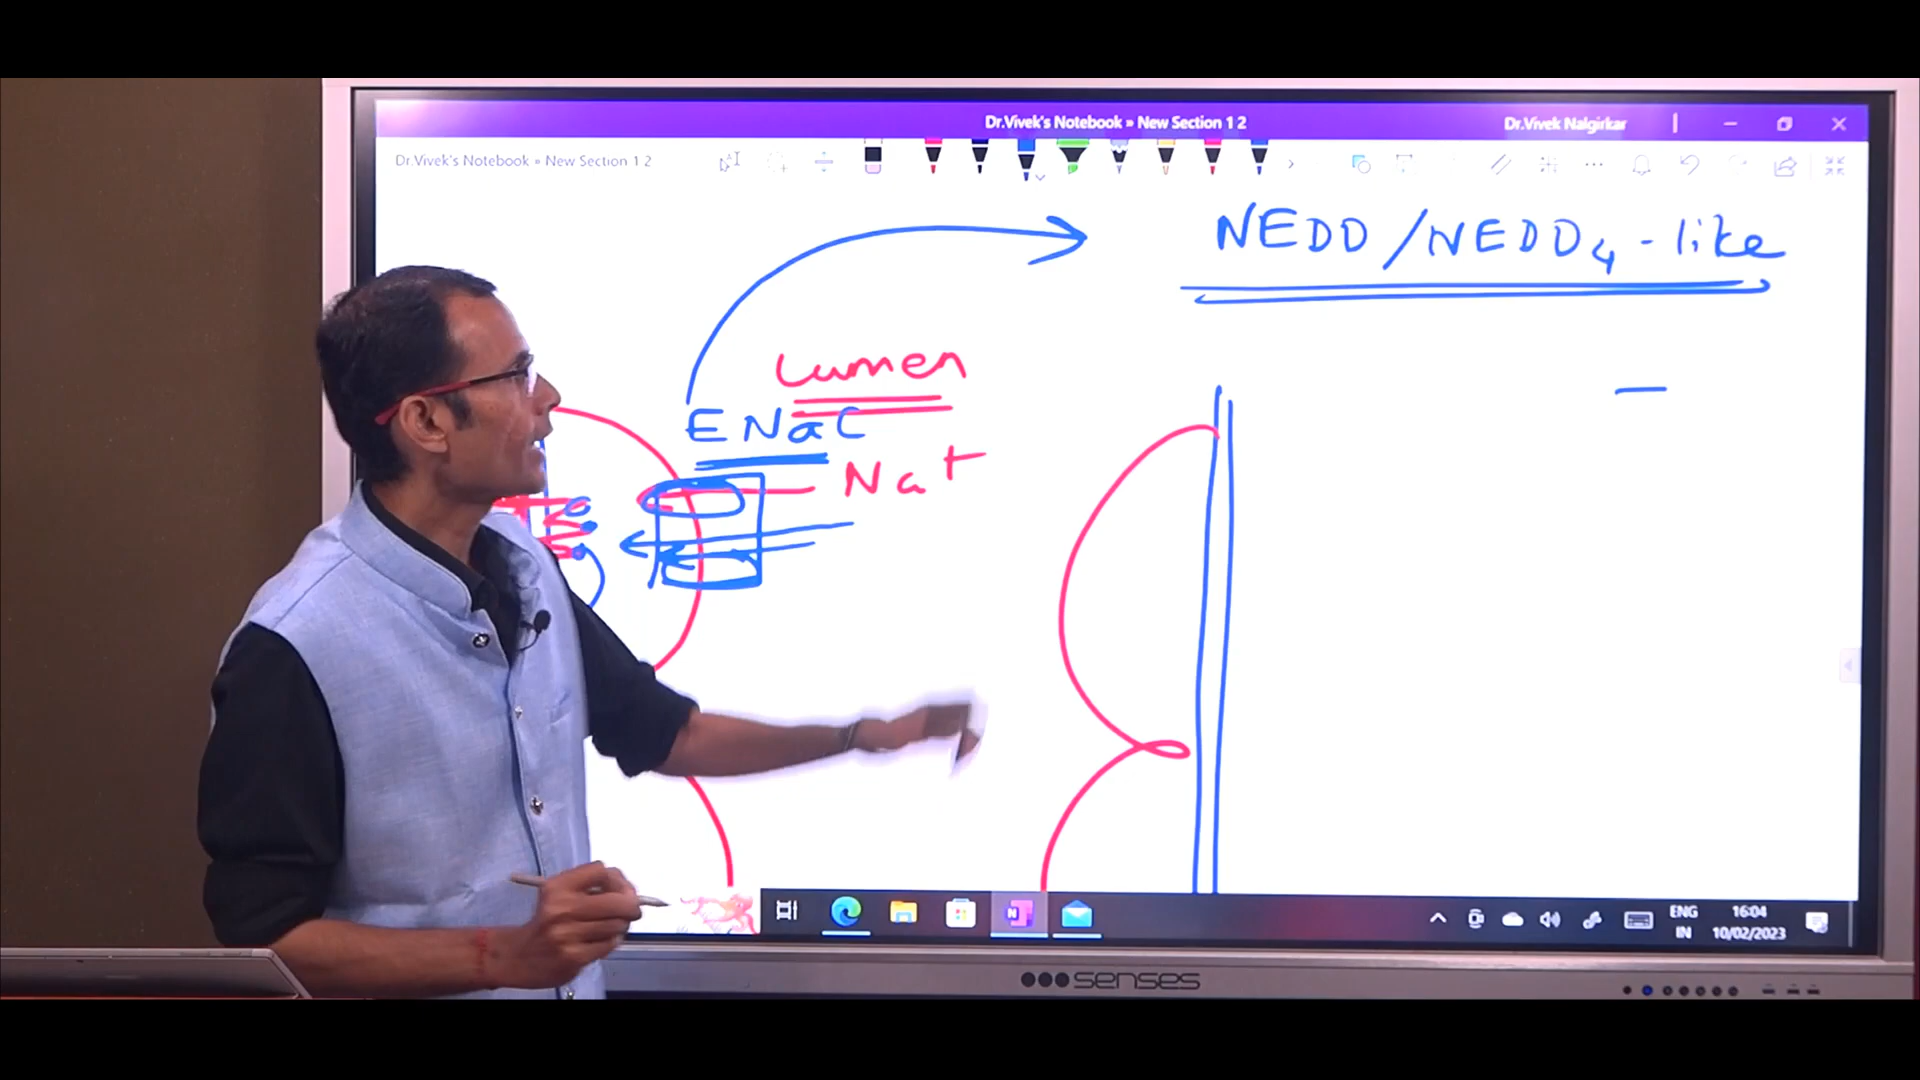 Dr.Vivek's Notebook » New Section 1 2
Dr.Vivek Nalgirkar
Dr.Vivek's Notebook » New Section 1 2
NEDD / NEDD4 - like
Lumen
ENaC
Na+
ENG
IN
16:04
10/02/2023
senses